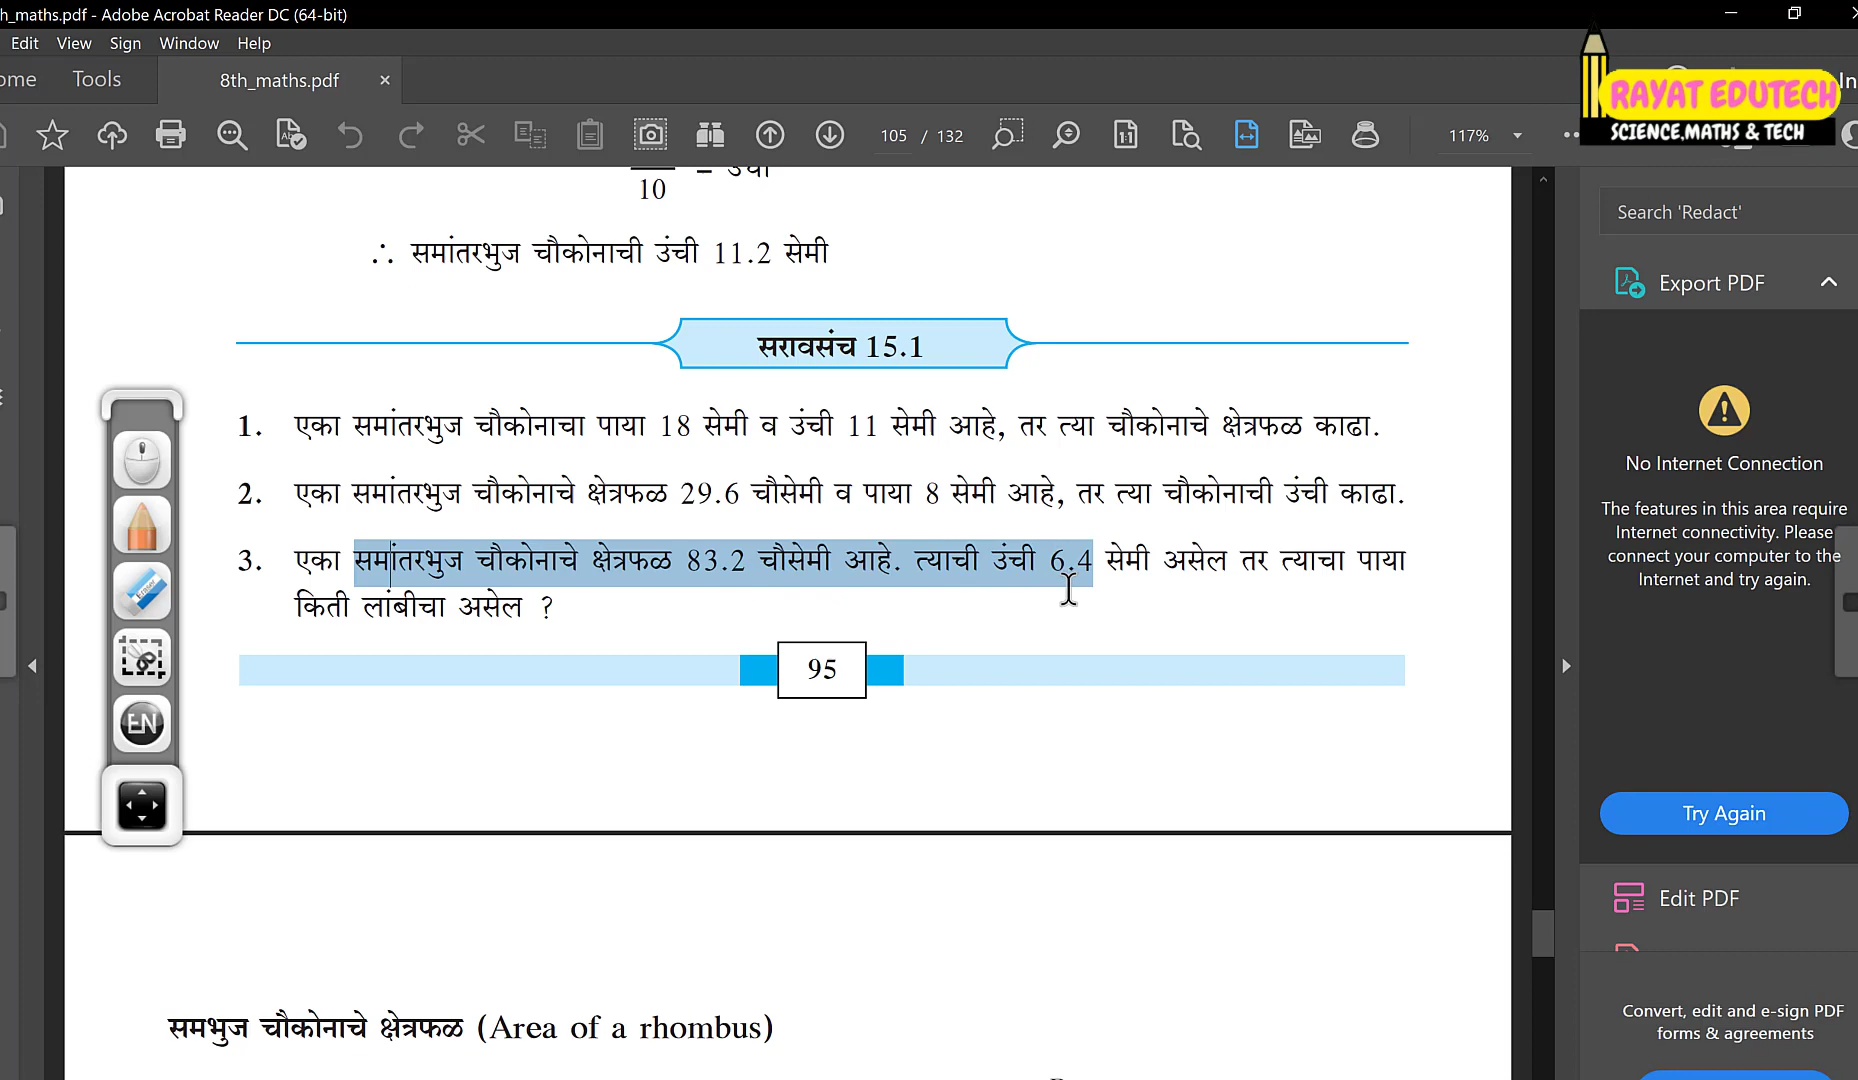 h_maths.pdf - Adobe Acrobat Reader DC (64-bit)
Edit View Sign Window Help
ome Tools 8th_maths.pdf ×
105 / 132 117%
RAYAT EDUTECH
SCIENCE,MATHS & TECH
In
10 = उंची
∴ समांतरभुज चौकोनाची उंची 11.2 सेमी
सरावसंच 15.1
1. एका समांतरभुज चौकोनाचा पाया 18 सेमी व उंची 11 सेमी आहे, तर त्या चौकोनाचे क्षेत्रफळ काढा.
2. एका समांतरभुज चौकोनाचे क्षेत्रफळ 29.6 चौसेमी व पाया 8 सेमी आहे, तर त्या चौकोनाची उंची काढा.
3. एका समांतरभुज चौकोनाचे क्षेत्रफळ 83.2 चौसेमी आहे. त्याची उंची 6.4 सेमी असेल तर त्याचा पाया
किती लांबीचा असेल ?
95
समभुज चौकोनाचे क्षेत्रफळ (Area of a rhombus)
EN
Search 'Redact'
Export PDF
No Internet Connection
The features in this area require
Internet connectivity. Please
connect your computer to the
Internet and try again.
Try Again
Edit PDF
Convert, edit and e-sign PDF
forms & agreements